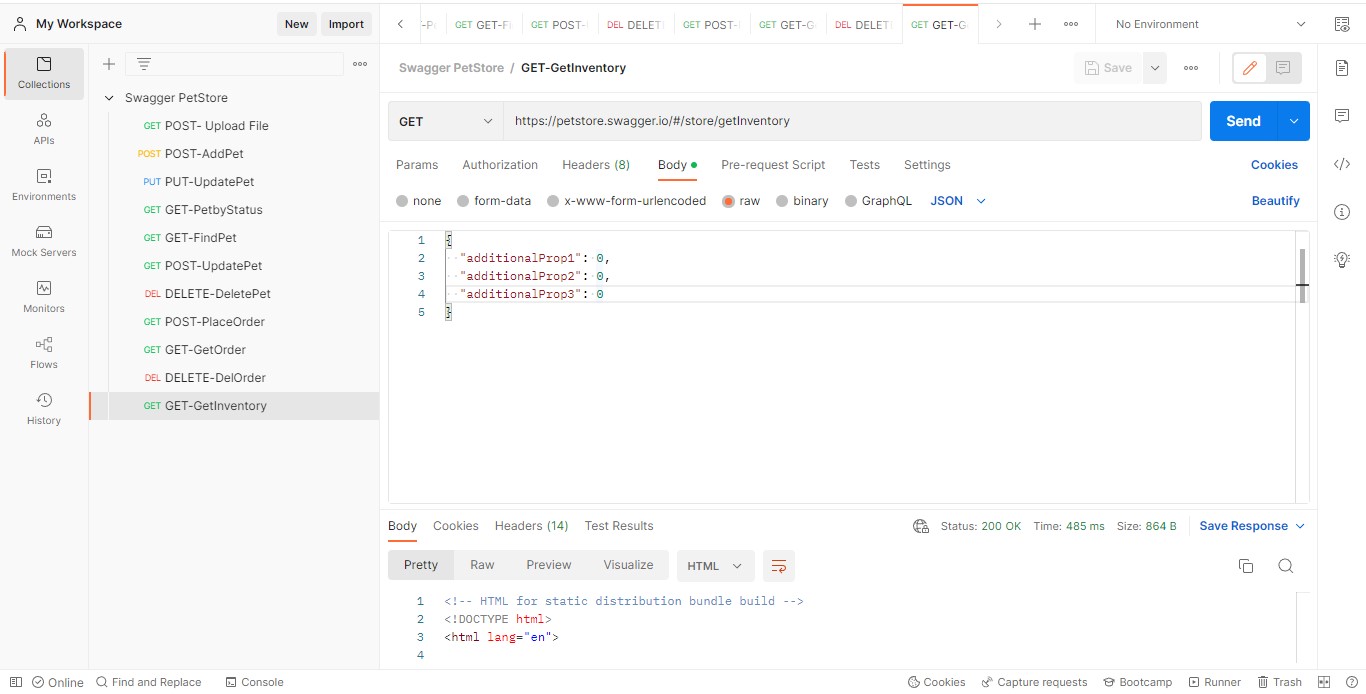 My Workspace
New
Import
GET GET-Fi
GET POST-
DEL DELET
GET POST-
GET GET-G
DEL DELET
GET GET-G
No Environment
Collections
APIs
Environments
Mock Servers
Monitors
Flows
History
Swagger PetStore
GET POST- Upload File
POST POST-AddPet
PUT PUT-UpdatePet
GET GET-PetbyStatus
GET GET-FindPet
GET POST-UpdatePet
DEL DELETE-DeletePet
GET POST-PlaceOrder
GET GET-GetOrder
DEL DELETE-DelOrder
GET GET-GetInventory
Swagger PetStore / GET-GetInventory
Save
GET
https://petstore.swagger.io/#/store/getInventory
Send
Params Authorization Headers (8) Body Pre-request Script Tests Settings Cookies
none form-data x-www-form-urlencoded raw binary GraphQL JSON Beautify
1 {
2 "additionalProp1": 0,
3 "additionalProp2": 0,
4 "additionalProp3": 0
5 }
Body Cookies Headers (14) Test Results
Status: 200 OK Time: 485 ms Size: 864 B Save Response
Pretty Raw Preview Visualize HTML
1 <!-- HTML for static distribution bundle build -->
2 <!DOCTYPE html>
3 <html lang="en">
4
Online Find and Replace Console
Cookies Capture requests Bootcamp Runner Trash